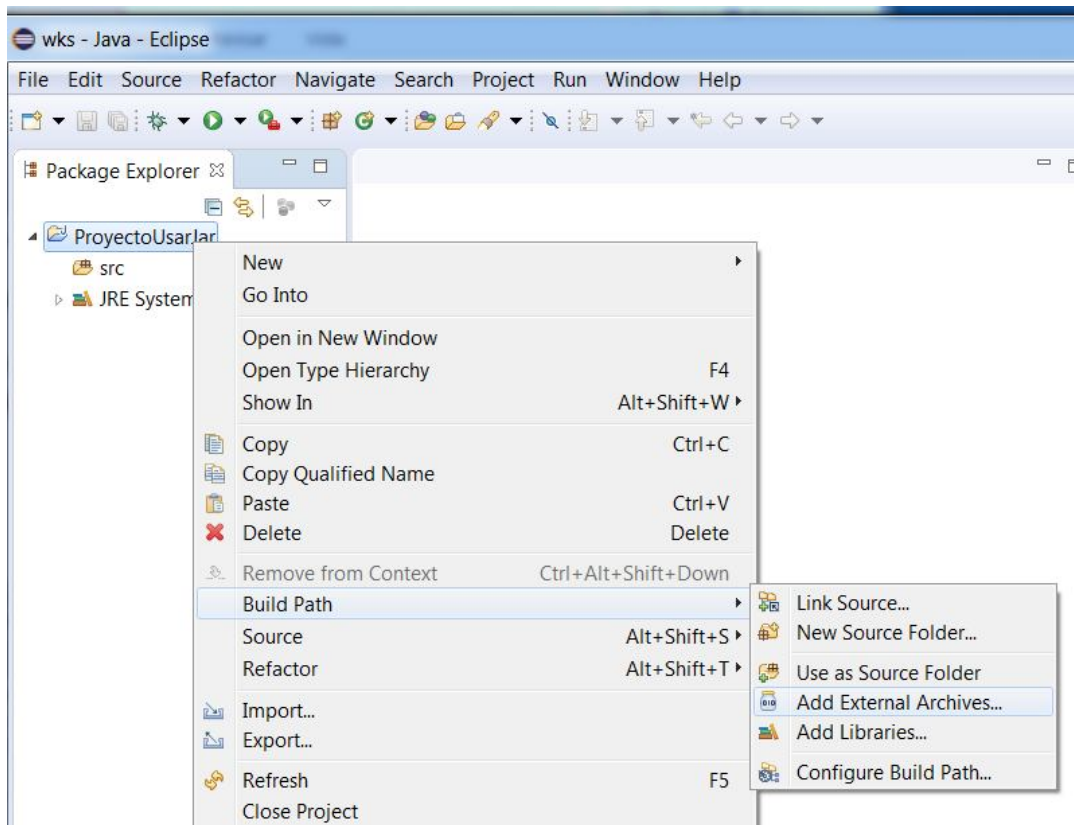 wks - Java - Eclipse
File Edit Source Refactor Navigate Search Project Run Window Help
Package Explorer
ProyectoUsarJar
src
JRE System
New
Go Into
Open in New Window
Open Type Hierarchy F4
Show In Alt+Shift+W
Copy Ctrl+C
Copy Qualified Name
Paste Ctrl+V
Delete Delete
Remove from Context Ctrl+Alt+Shift+Down
Build Path
Source Alt+Shift+S
Refactor Alt+Shift+T
Import...
Export...
Refresh F5
Close Project
Link Source...
New Source Folder...
Use as Source Folder
Add External Archives...
Add Libraries...
Configure Build Path...